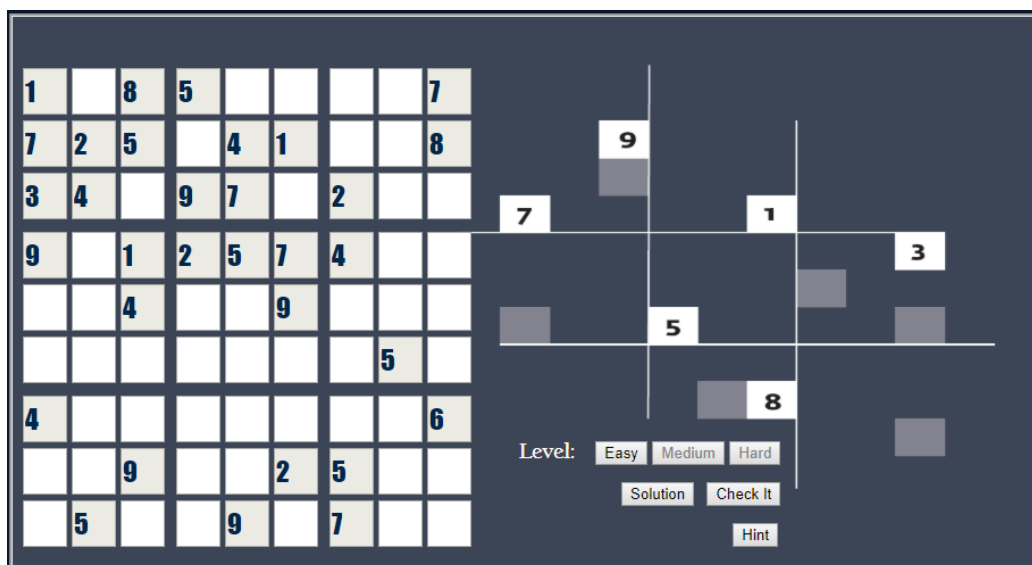 1 8 5 7
7 2 5 4 1 8
3 4 9 7 2
9 1 2 5 7 4
4 9
5
4 6
9 2 5
5 9 7
9
7 1
3
5
8
Level: Easy Medium Hard
Solution Check It
Hint